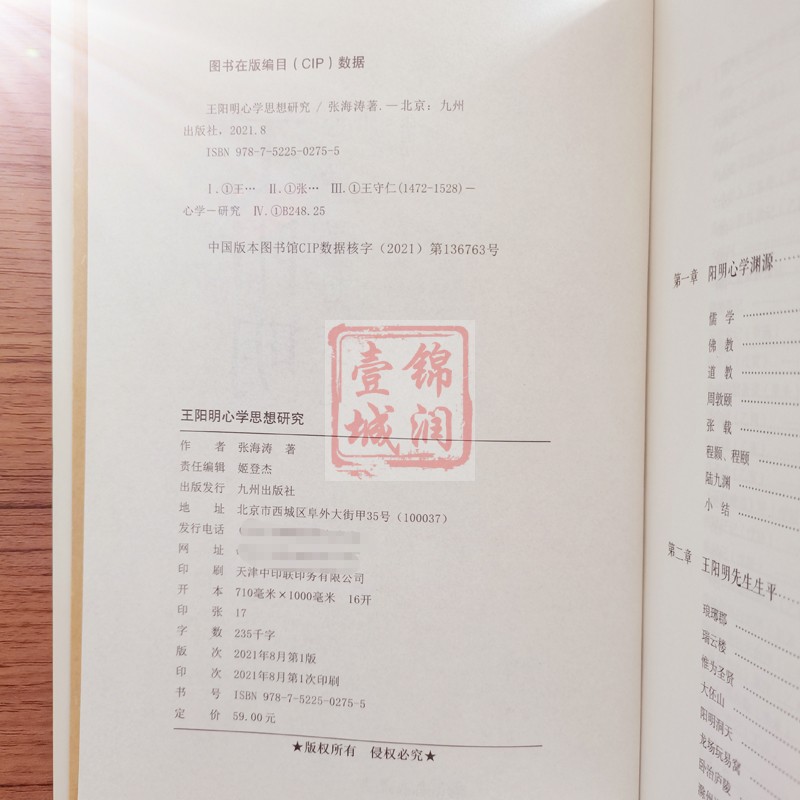 图书在版编目（CIP）数据
王阳明心学思想研究 / 张海涛著. —北京：九州
出版社，2021.8
ISBN 978-7-5225-0275-5
Ⅰ.①王… Ⅱ.①张… Ⅲ.①王守仁(1472-1528)－
心学－研究 Ⅳ.①B248.25
中国版本图书馆CIP数据核字（2021）第136763号
锦润壹城
王阳明心学思想研究
作 者 张海涛 著
责任编辑 姬登杰
出版发行 九州出版社
地 址 北京市西城区阜外大街甲35号（100037）
发行电话
网 址
印 刷 天津中印联印务有限公司
开 本 710毫米×1000毫米 16开
印 张 17
字 数 235千字
版 次 2021年8月第1版
印 次 2021年8月第1次印刷
书 号 ISBN 978-7-5225-0275-5
定 价 59.00元
★版权所有 侵权必究★
第一章 阳明心学渊源
儒 学
佛 教
道 教
周敦颐
张 载
程颢、程颐
陆九渊
小 结
第二章 王阳明先生生平
琅琊郡
瑞云楼
惟为圣贤
大伾山
阳明洞天
龙场玩易窝
卧治庐陵
滁州